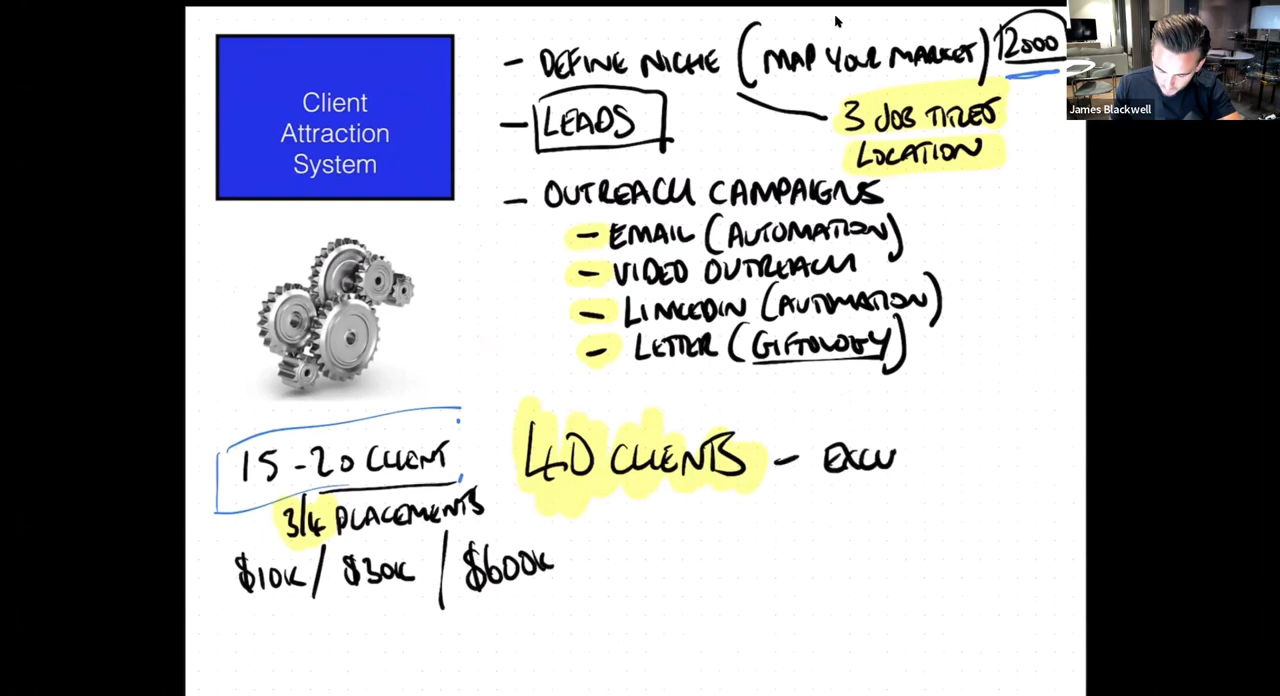 Client
Attraction
System
- DEFINE NICHE (MAP YOUR MARKET) 12000
3 JOB TITLES
LOCATION
- LEADS
- OUTREACH CAMPAIGNS
- EMAIL (AUTOMATION)
- VIDEO OUTREACH
- LINKEDIN (AUTOMATION)
- LETTER (GIFTOLOGY)
15-20 CLIENT
3/4 PLACEMENTS
$10K / $30K / $600K
40 CLIENTS - EXCLU
James Blackwell